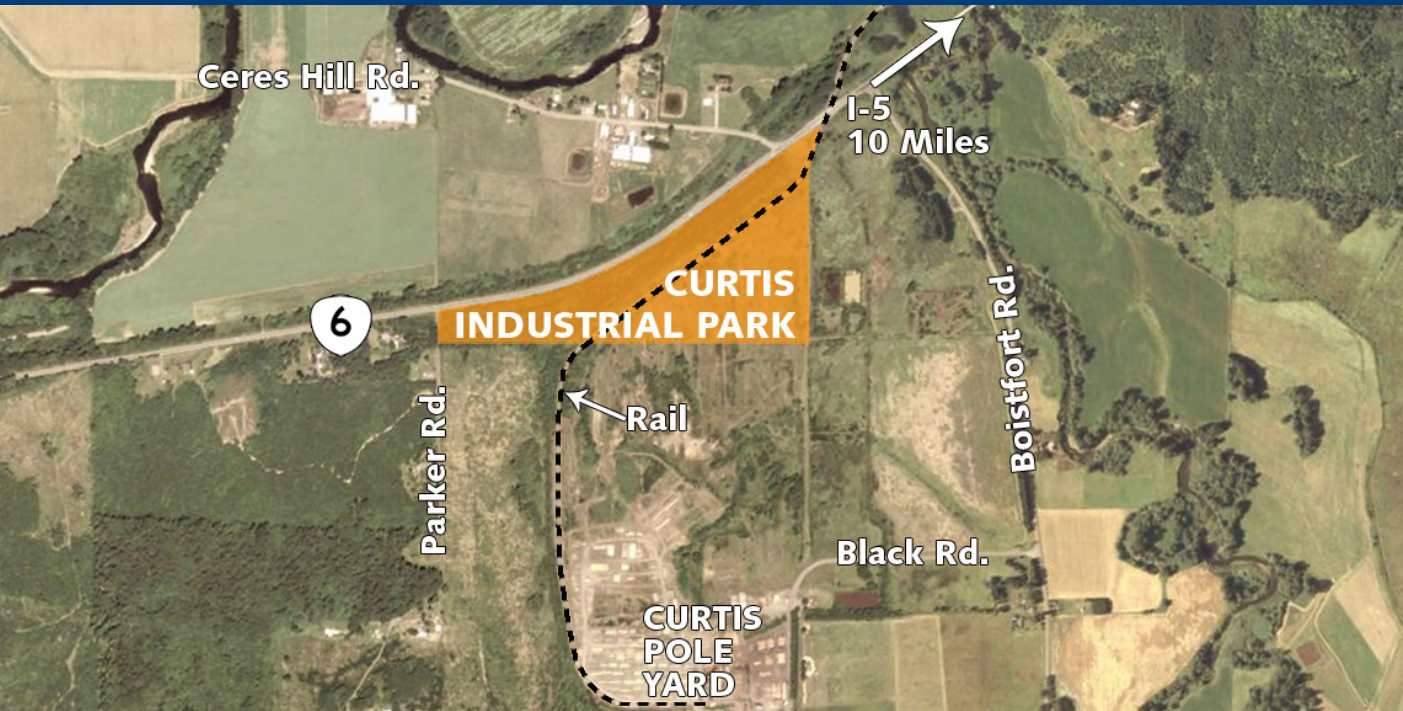 Ceres Hill Rd.
I-5
10 Miles
CURTIS
INDUSTRIAL PARK
6
Boistfort Rd.
Parker Rd.
Rail
Black Rd.
CURTIS
POLE
YARD